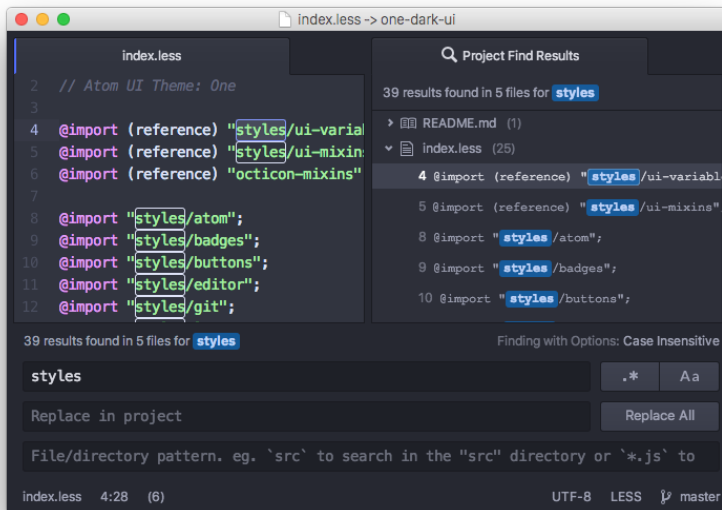 index.less -> one-dark-ui
index.less
2 // Atom UI Theme: One
3
4 @import (reference) "styles/ui-varial
5 @import (reference) "styles/ui-mixins
6 @import (reference) "octicon-mixins"
7
8 @import "styles/atom";
9 @import "styles/badges";
10 @import "styles/buttons";
11 @import "styles/editor";
12 @import "styles/git";
Project Find Results
39 results found in 5 files for styles
README.md (1)
index.less (25)
4 @import (reference) "styles/ui-variable
5 @import (reference) "styles/ui-mixins"
8 @import "styles/atom";
9 @import "styles/badges";
10 @import "styles/buttons";
39 results found in 5 files for styles
Finding with Options: Case Insensitive
styles
.* Aa
Replace in project
Replace All
File/directory pattern. eg. `src` to search in the "src" directory or `*.js` to
index.less 4:28 (6)
UTF-8 LESS master